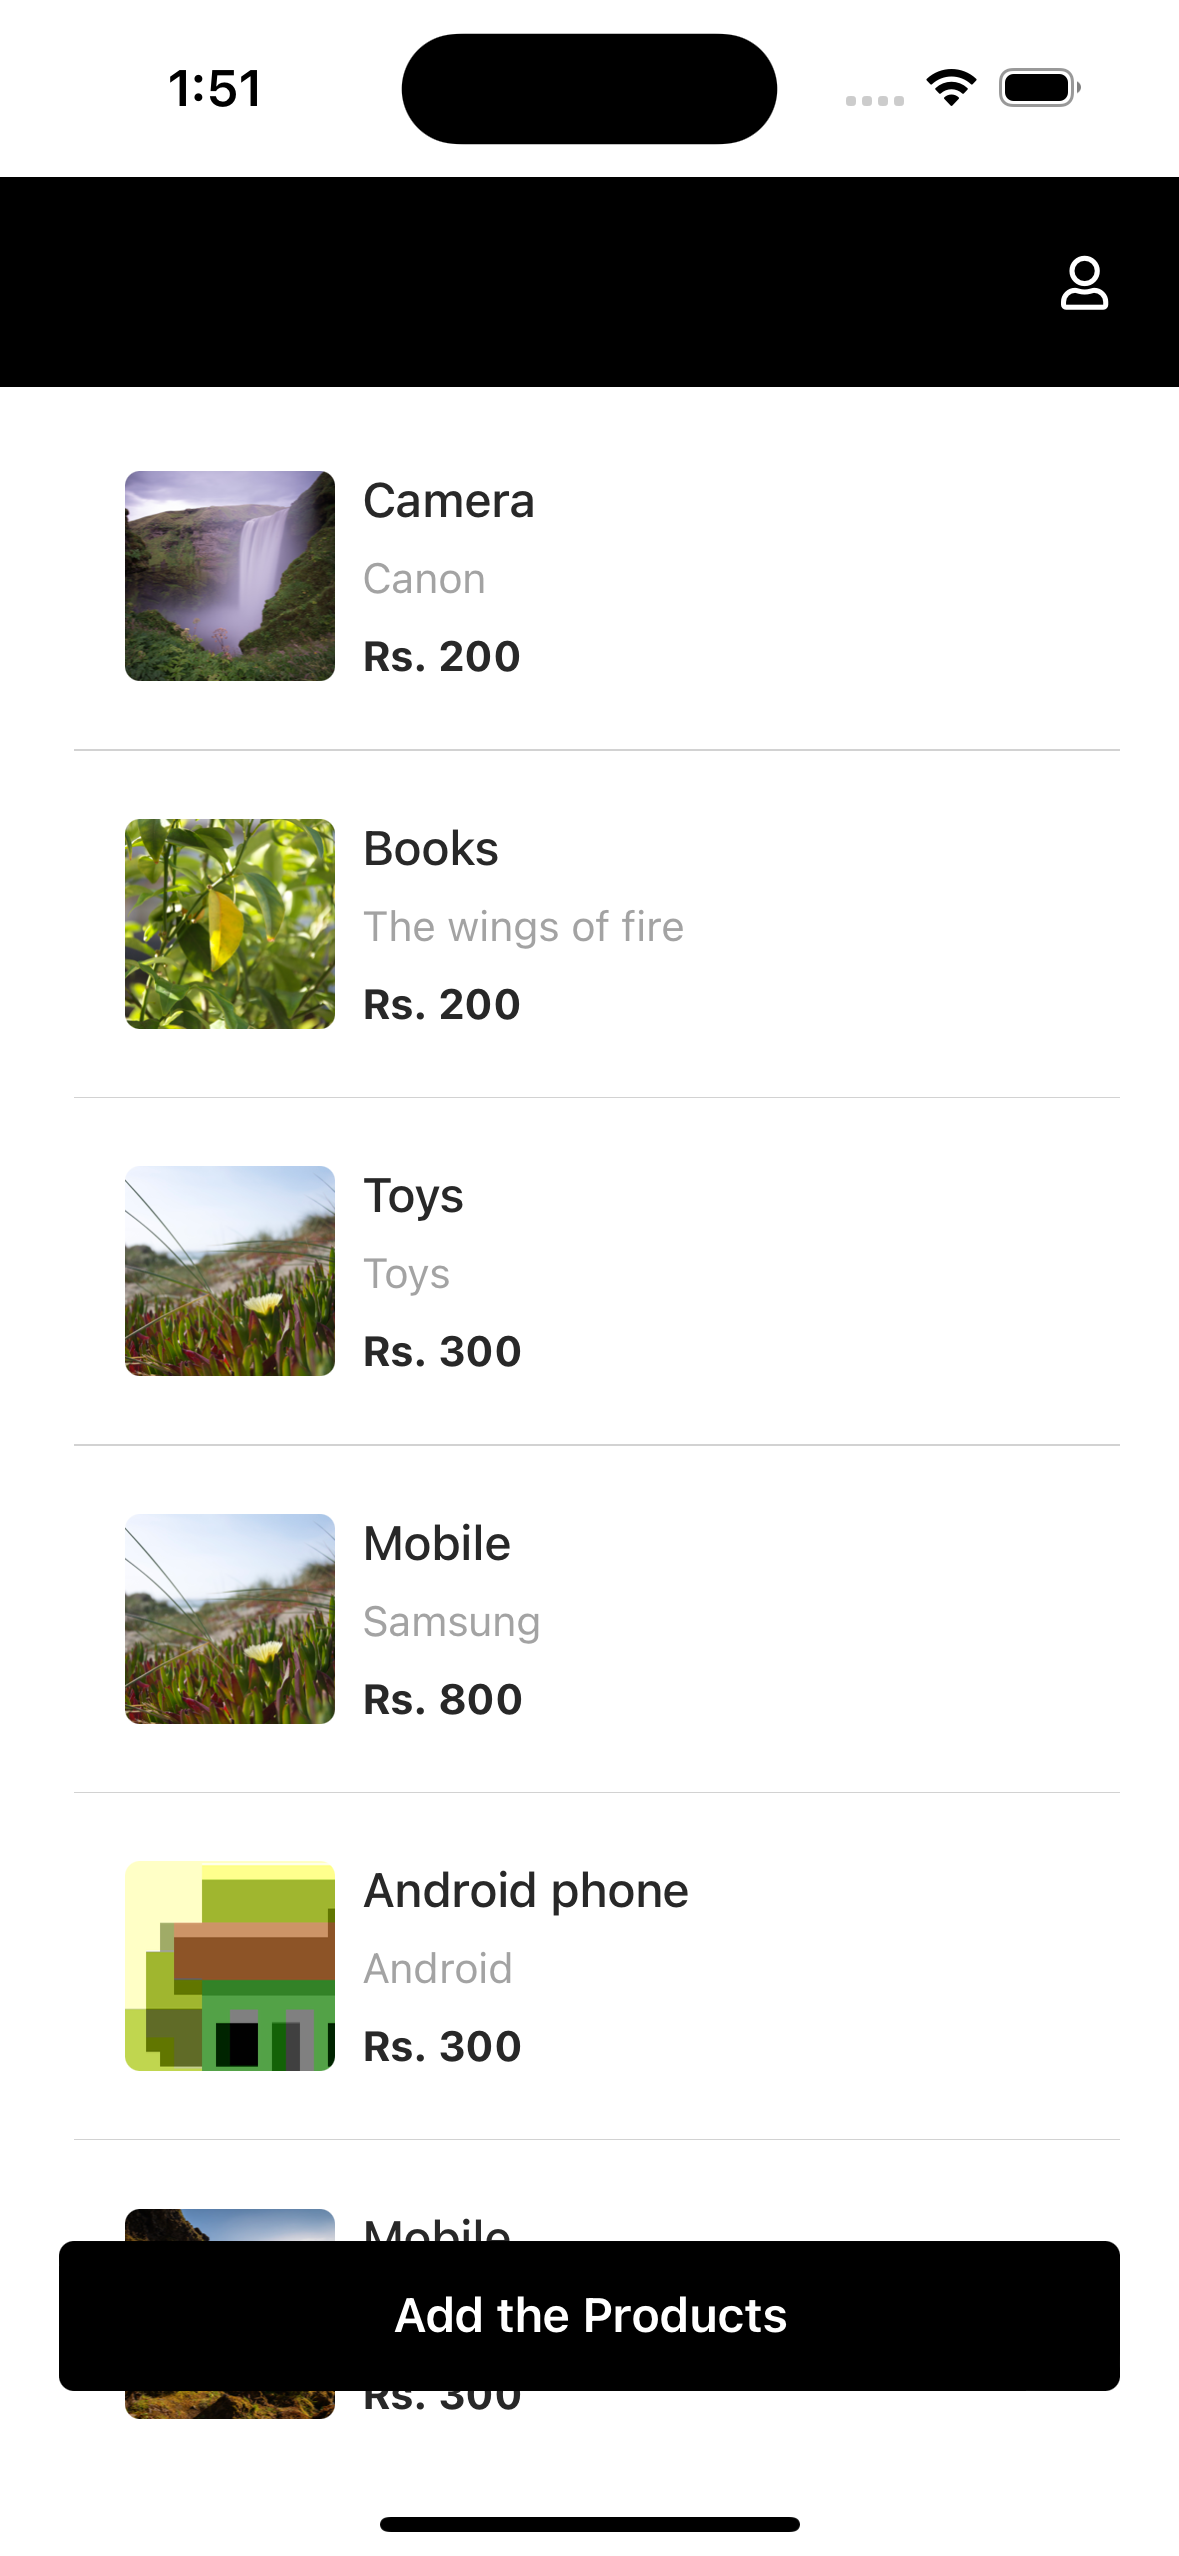 1:51
Camera
Canon
Rs. 200
Books
The wings of fire
Rs. 200
Toys
Toys
Rs. 300
Mobile
Samsung
Rs. 800
Android phone
Android
Rs. 300
Mobile
Add the Products
Rs. 300